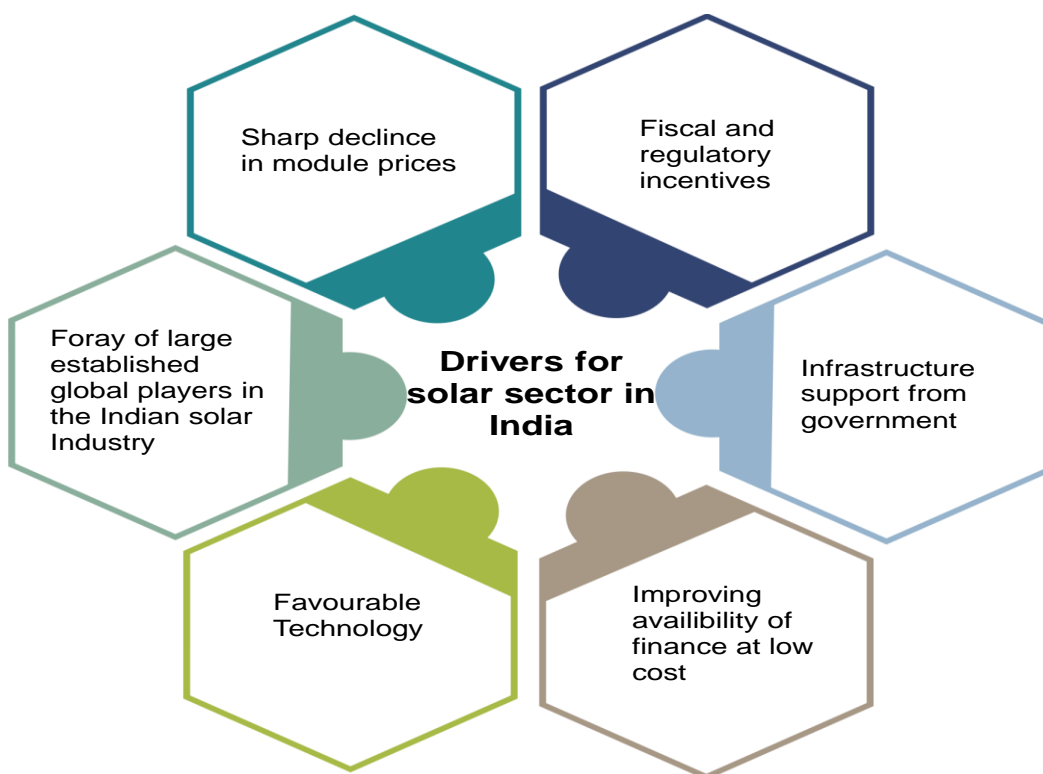 Sharp declince
in module prices
Fiscal and
regulatory
incentives
Foray of large
established
global players in
the Indian solar
Industry
Drivers for
solar sector in
India
Infrastructure
support from
government
Favourable
Technology
Improving
availibility of
finance at low
cost